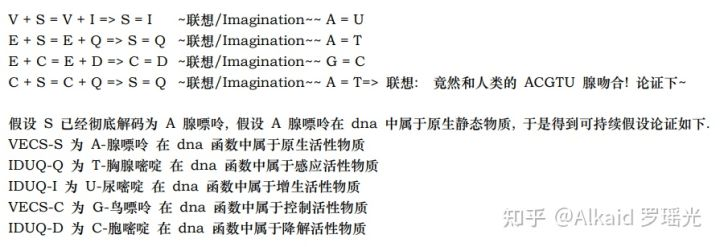 V + S = V + I => S = I ~联想/Imagination~~ A = U
E + S = E + Q => S = Q ~联想/Imagination~~ A = T
E + C = E + D => C = D ~联想/Imagination~~ G = C
C + S = C + Q => S = Q ~联想/Imagination~~ A = T=> 联想： 竟然和人类的 ACGTU 腺吻合! 论证下~
假设 S 已经彻底解码为 A 腺嘌呤, 假设 A 腺嘌呤在 dna 中属于原生静态物质, 于是得到可持续假设论证如下.
VECS-S 为 A-腺嘌呤 在 dna 函数中属于原生活性物质
IDUQ-Q 为 T-胸腺嘧啶 在 dna 函数中属于感应活性物质
IDUQ-I 为 U-尿嘧啶 在 dna 函数中属于增生活性物质
VECS-C 为 G-鸟嘌呤 在 dna 函数中属于控制活性物质
IDUQ-D 为 C-胞嘧啶 在 dna 函数中属于降解活性物质
知乎 @Alkaid 罗瑶光